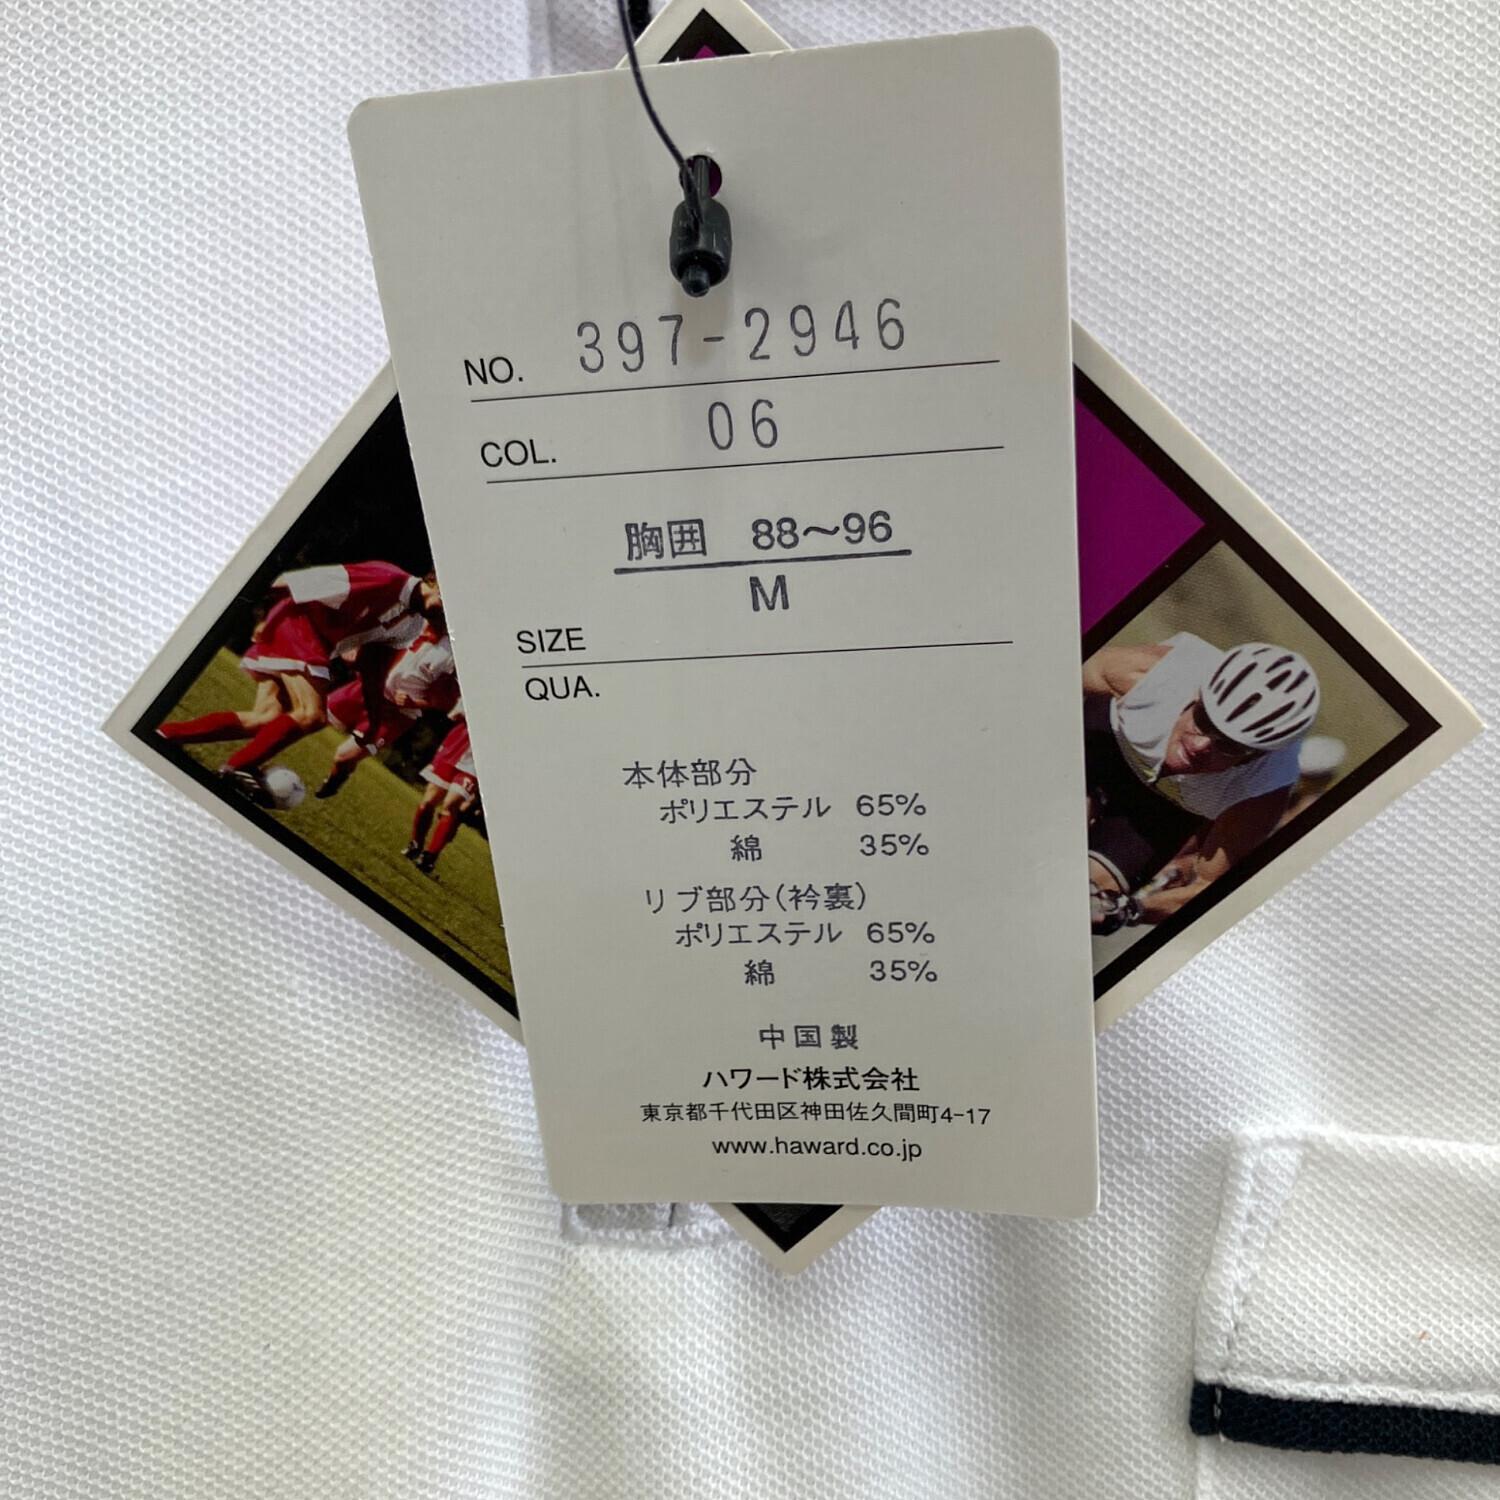 NO. 397-2946
COL. 06
胸囲 88～96
M
SIZE
QUA.
本体部分
ポリエステル 65%
綿 35%
リブ部分(衿裏)
ポリエステル 65%
綿 35%
中国製
ハワード株式会社
東京都千代田区神田佐久間町4-17
www.haward.co.jp